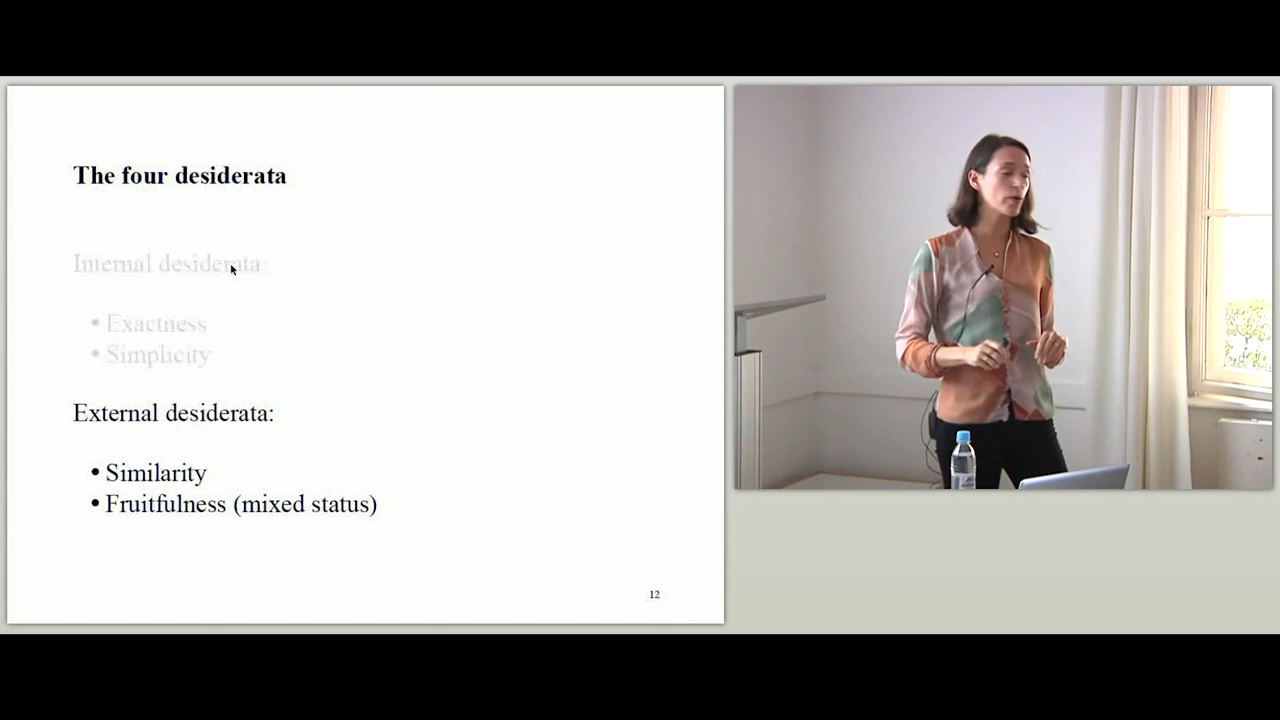 The four desiderata
Internal desiderata
• Exactness
• Simplicity
External desiderata:
• Similarity
• Fruitfulness (mixed status)
12